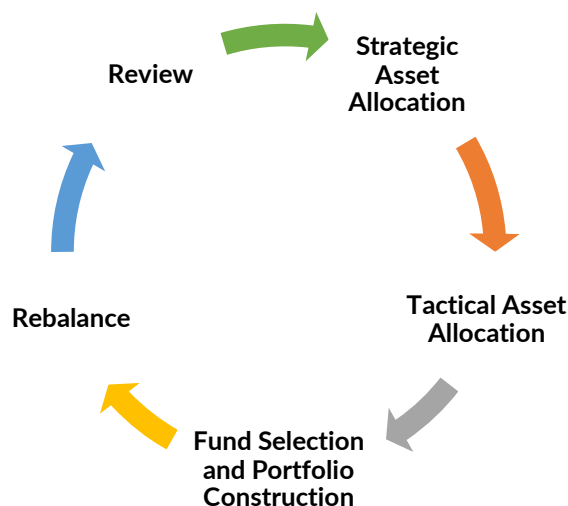 Review
Strategic
Asset
Allocation
Tactical Asset
Allocation
Fund Selection
and Portfolio
Construction
Rebalance